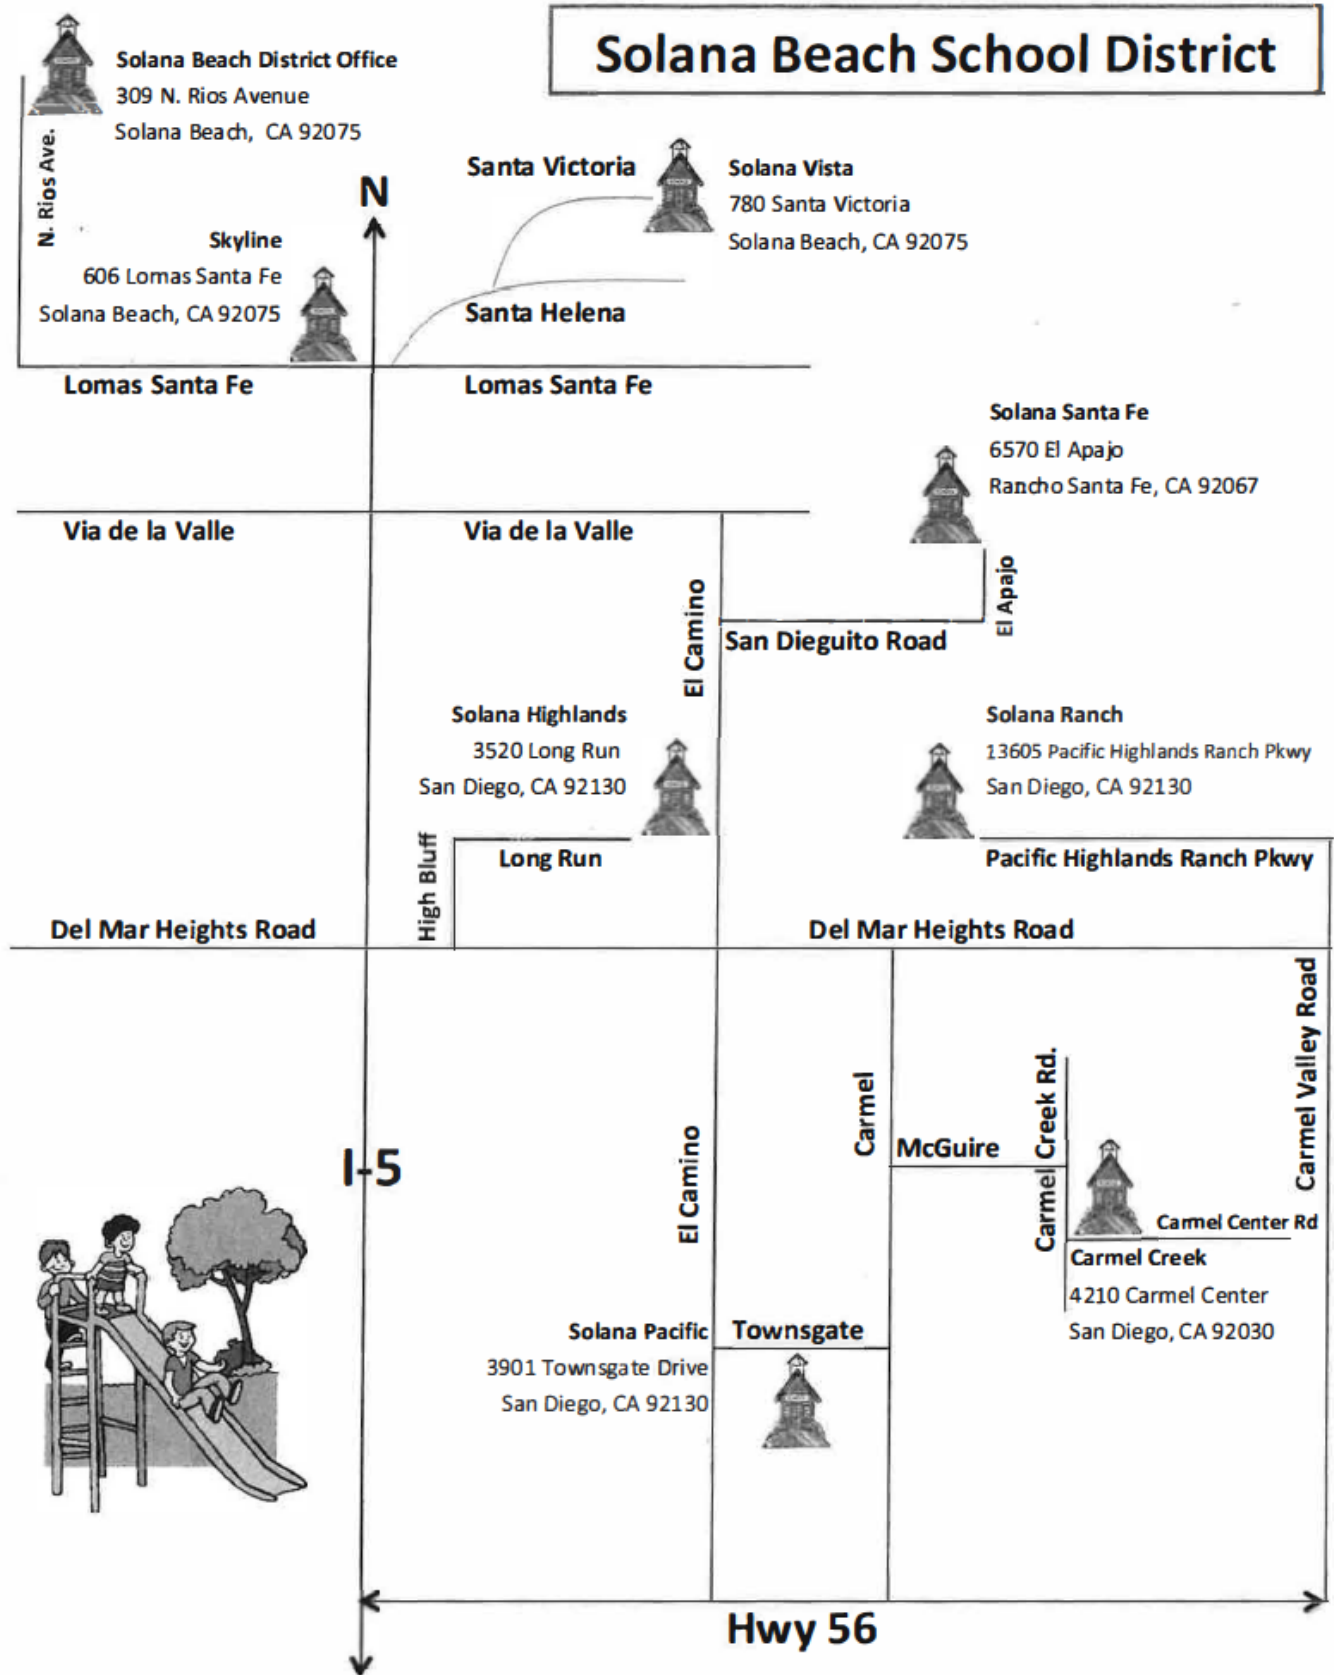 Solana Beach School District
Solana Beach District Office
309 N. Rios Avenue
Solana Beach, CA 92075
N. Rios Ave.
N
Santa Victoria
Solana Vista
780 Santa Victoria
Solana Beach, CA 92075
Skyline
606 Lomas Santa Fe
Solana Beach, CA 92075
Santa Helena
Lomas Santa Fe
Lomas Santa Fe
Solana Santa Fe
6570 El Apajo
Rancho Santa Fe, CA 92067
Via de la Valle
Via de la Valle
El Camino
El Apajo
San Dieguito Road
Solana Highlands
3520 Long Run
San Diego, CA 92130
Solana Ranch
13605 Pacific Highlands Ranch Pkwy
San Diego, CA 92130
High Bluff
Long Run
Pacific Highlands Ranch Pkwy
Del Mar Heights Road
Del Mar Heights Road
Carmel Valley Road
Carmel
Carmel Creek Rd.
McGuire
El Camino
I-5
Carmel Center Rd
Carmel Creek
4210 Carmel Center
San Diego, CA 92030
Solana Pacific
3901 Townsgate Drive
San Diego, CA 92130
Townsgate
Hwy 56